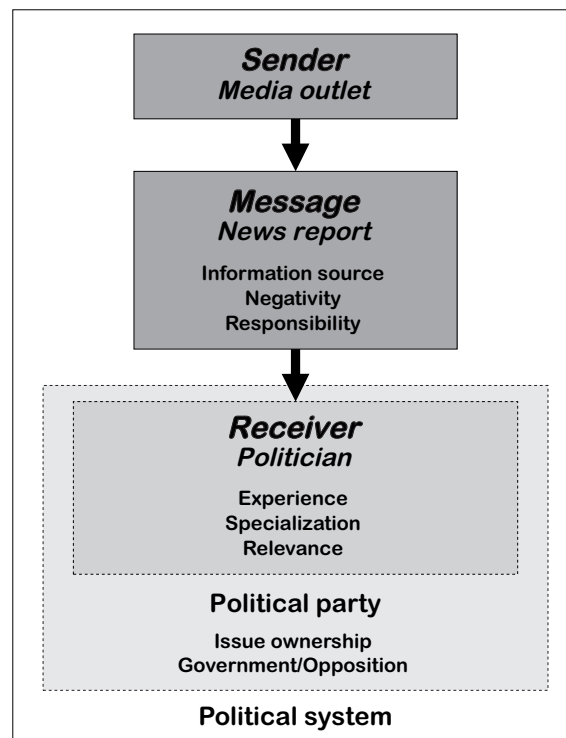 Sender
Media outlet
Message
News report
Information source
Negativity
Responsibility
Receiver
Politician
Experience
Specialization
Relevance
Political party
Issue ownership
Government/Opposition
Political system